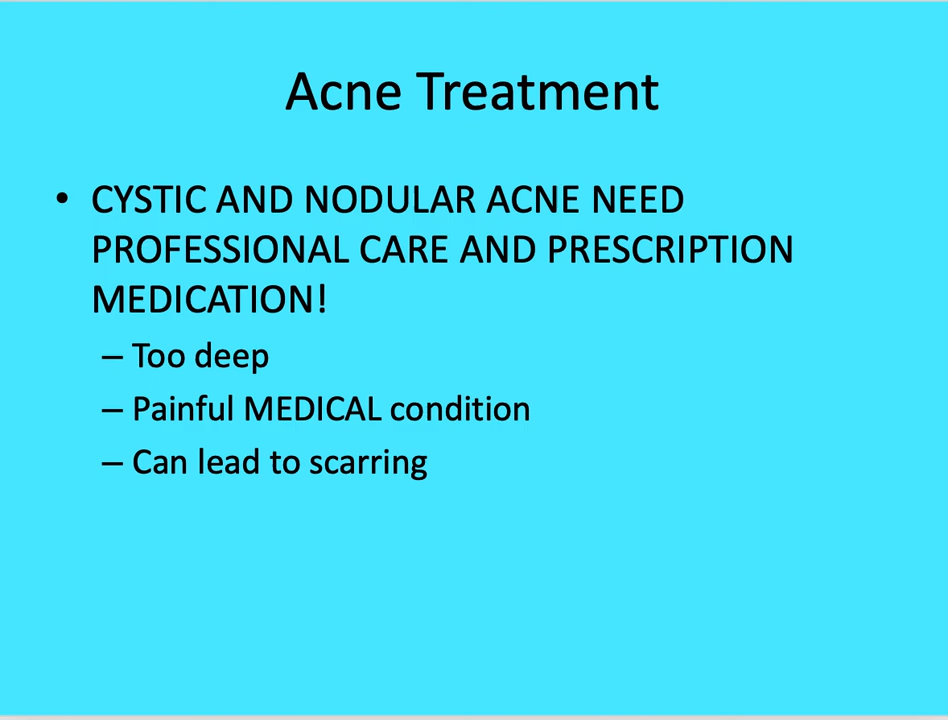 Acne Treatment
• CYSTIC AND NODULAR ACNE NEED
PROFESSIONAL CARE AND PRESCRIPTION
MEDICATION!
– Too deep
– Painful MEDICAL condition
– Can lead to scarring